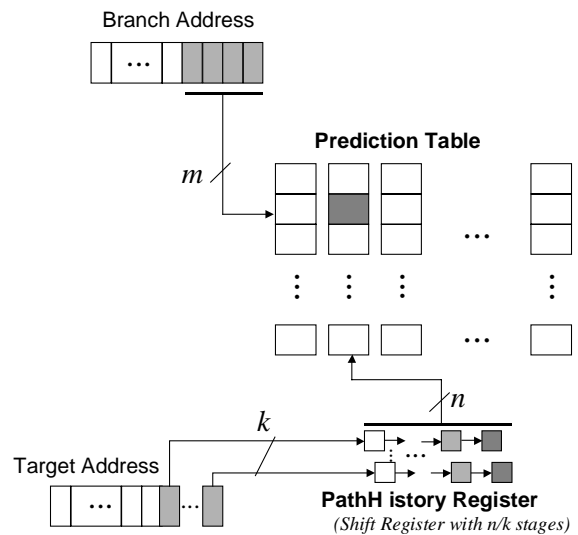 Branch Address
...
Prediction Table
m
...
...
n
k
Target Address
...
...
...
PathH istory Register
(Shift Register with n/k stages)